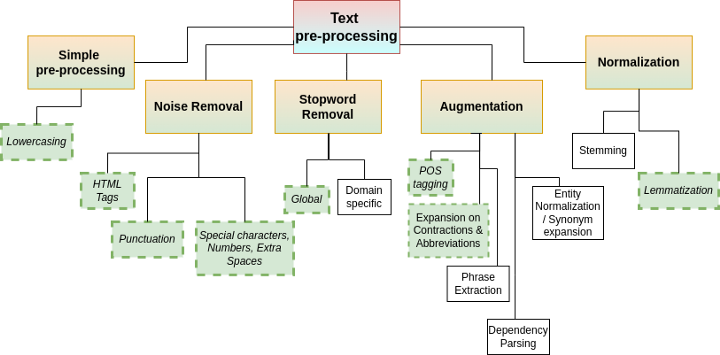 Text
pre-processing
Simple
pre-processing
Lowercasing
Noise Removal
HTML
Tags
Punctuation
Special characters,
Numbers, Extra
Spaces
Stopword
Removal
Global
Domain
specific
Augmentation
POS
tagging
Expansion on
Contractions &
Abbreviations
Phrase
Extraction
Dependency
Parsing
Entity
Normalization
/ Synonym
expansion
Normalization
Stemming
Lemmatization